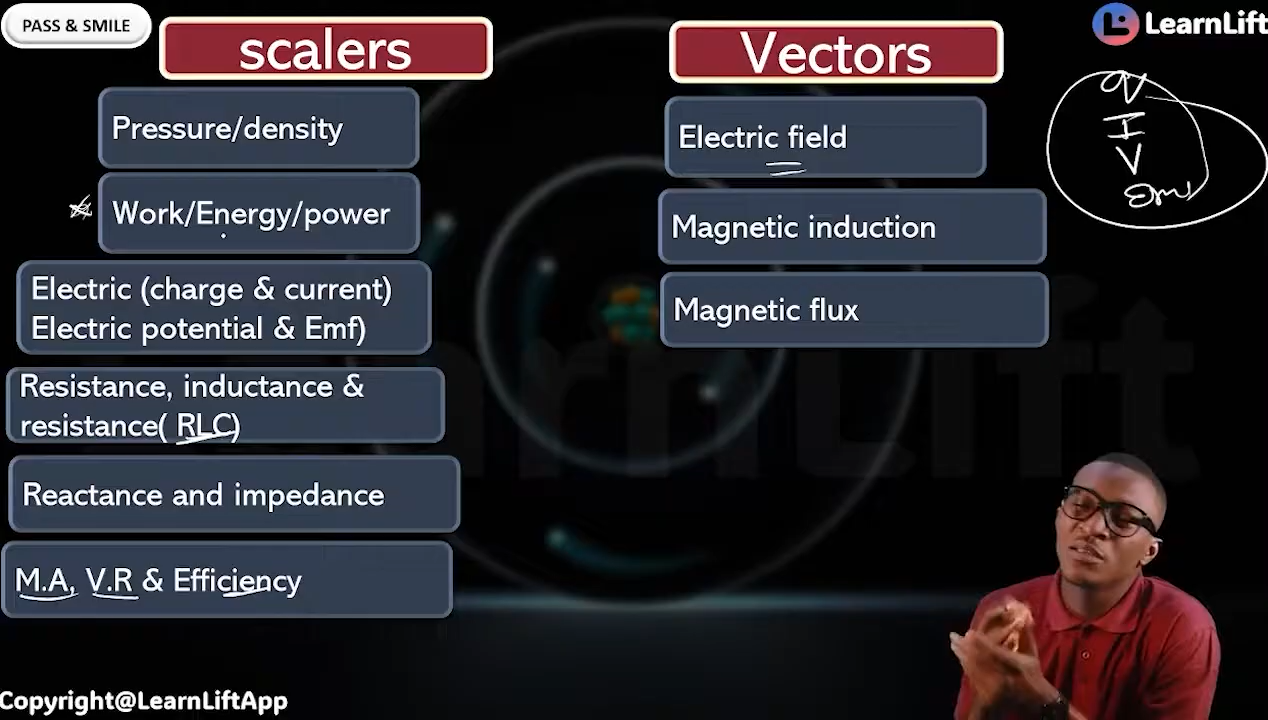 PASS & SMILE
scalers
Vectors
LearnLift
Pressure/density
Electric field
q
I
V
Emf
Work/Energy/power
Magnetic induction
Electric (charge & current)
Electric potential & Emf)
Magnetic flux
Resistance, inductance &
resistance( RLC)
Reactance and impedance
M.A, V.R & Efficiency
Copyright@LearnLiftApp